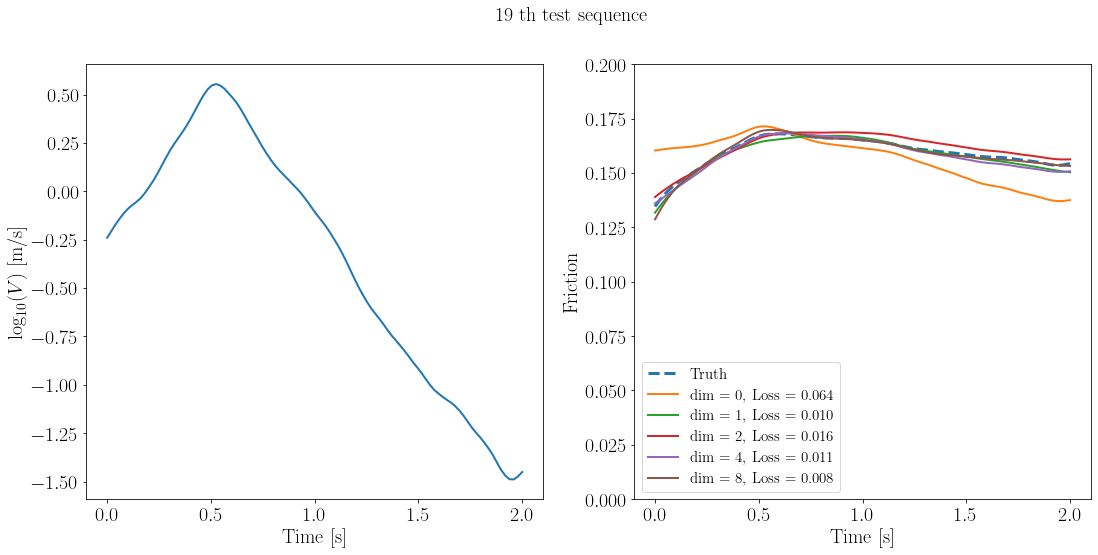 19 th test sequence
log10(V) [m/s]
0.50
0.25
0.00
−0.25
−0.50
−0.75
−1.00
−1.25
−1.50
0.0
0.5
1.0
1.5
2.0
Time [s]
Friction
0.200
0.175
0.150
0.125
0.100
0.075
0.050
0.025
0.000
Truth
dim = 0, Loss = 0.064
dim = 1, Loss = 0.010
dim = 2, Loss = 0.016
dim = 4, Loss = 0.011
dim = 8, Loss = 0.008
0.0
0.5
1.0
1.5
2.0
Time [s]